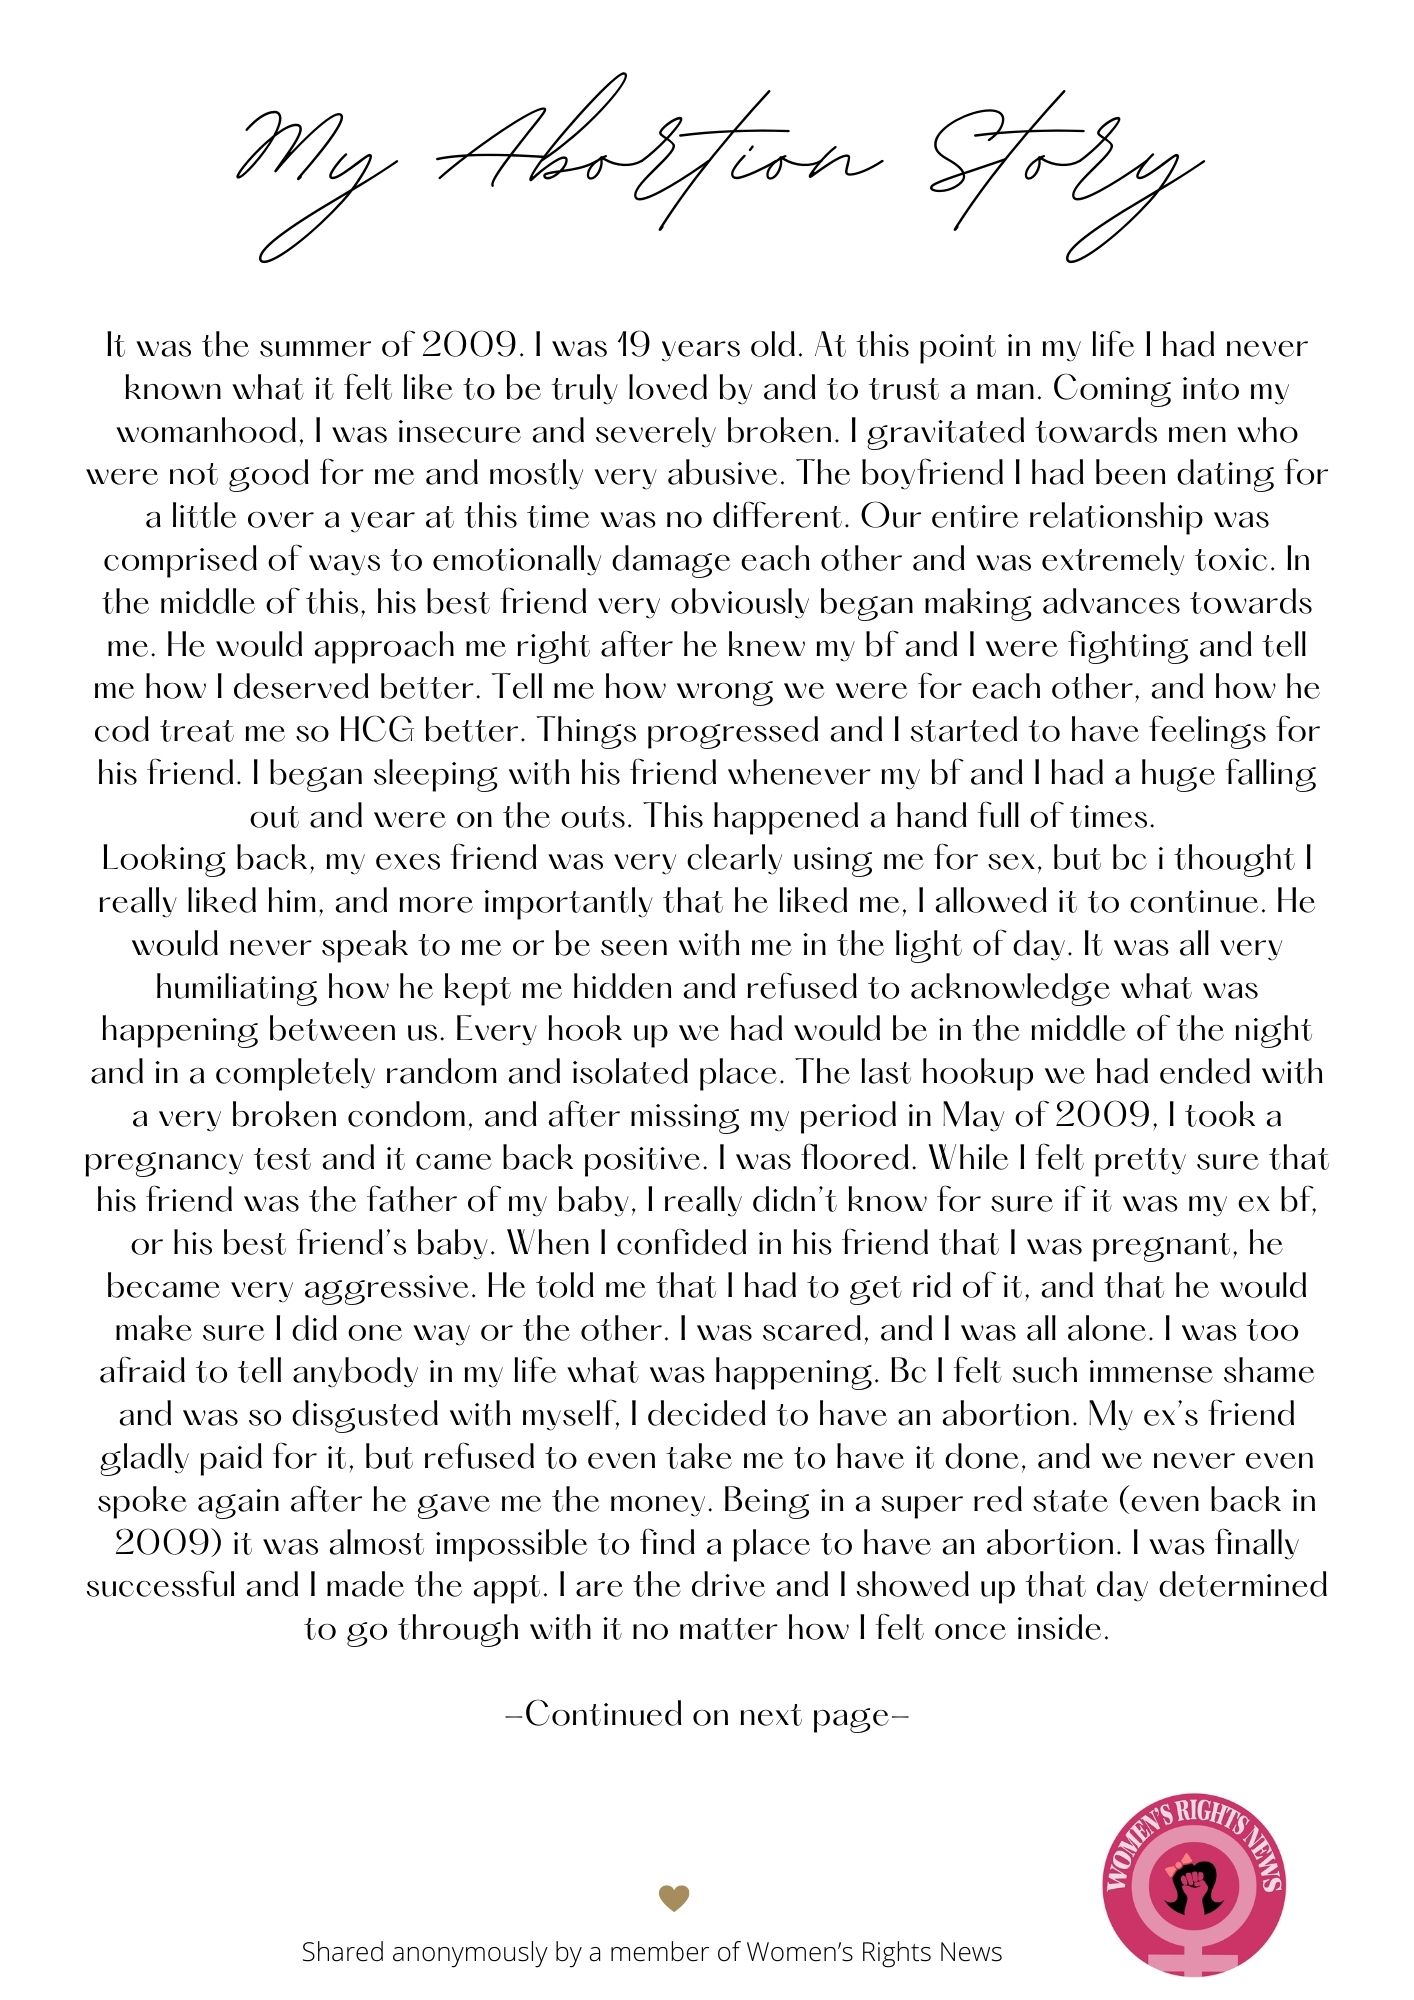 My Abortion Story
It was the summer of 2009. I was 19 years old. At this point in my life I had never
known what it felt like to be truly loved by and to trust a man. Coming into my
womanhood, I was insecure and severely broken. I gravitated towards men who
were not good for me and mostly very abusive. The boyfriend I had been dating for
a little over a year at this time was no different. Our entire relationship was
comprised of ways to emotionally damage each other and was extremely toxic. In
the middle of this, his best friend very obviously began making advances towards
me. He would approach me right after he knew my bf and I were fighting and tell
me how I deserved better. Tell me how wrong we were for each other, and how he
cod treat me so HCG better. Things progressed and I started to have feelings for
his friend. I began sleeping with his friend whenever my bf and I had a huge falling
out and were on the outs. This happened a hand full of times.
Looking back, my exes friend was very clearly using me for sex, but bc i thought I
really liked him, and more importantly that he liked me, I allowed it to continue. He
would never speak to me or be seen with me in the light of day. It was all very
humiliating how he kept me hidden and refused to acknowledge what was
happening between us. Every hook up we had would be in the middle of the night
and in a completely random and isolated place. The last hookup we had ended with
a very broken condom, and after missing my period in May of 2009, I took a
pregnancy test and it came back positive. I was floored. While I felt pretty sure that
his friend was the father of my baby, I really didn't know for sure if it was my ex bf,
or his best friend's baby. When I confided in his friend that I was pregnant, he
became very aggressive. He told me that I had to get rid of it, and that he would
make sure I did one way or the other. I was scared, and I was all alone. I was too
afraid to tell anybody in my life what was happening. Bc I felt such immense shame
and was so disgusted with myself, I decided to have an abortion. My ex's friend
gladly paid for it, but refused to even take me to have it done, and we never even
spoke again after he gave me the money. Being in a super red state (even back in
2009) it was almost impossible to find a place to have an abortion. I was finally
successful and I made the appt. I are the drive and I showed up that day determined
to go through with it no matter how I felt once inside.
-Continued on next page-
WOMEN'S RIGHTS NEWS
Shared anonymously by a member of Women's Rights News